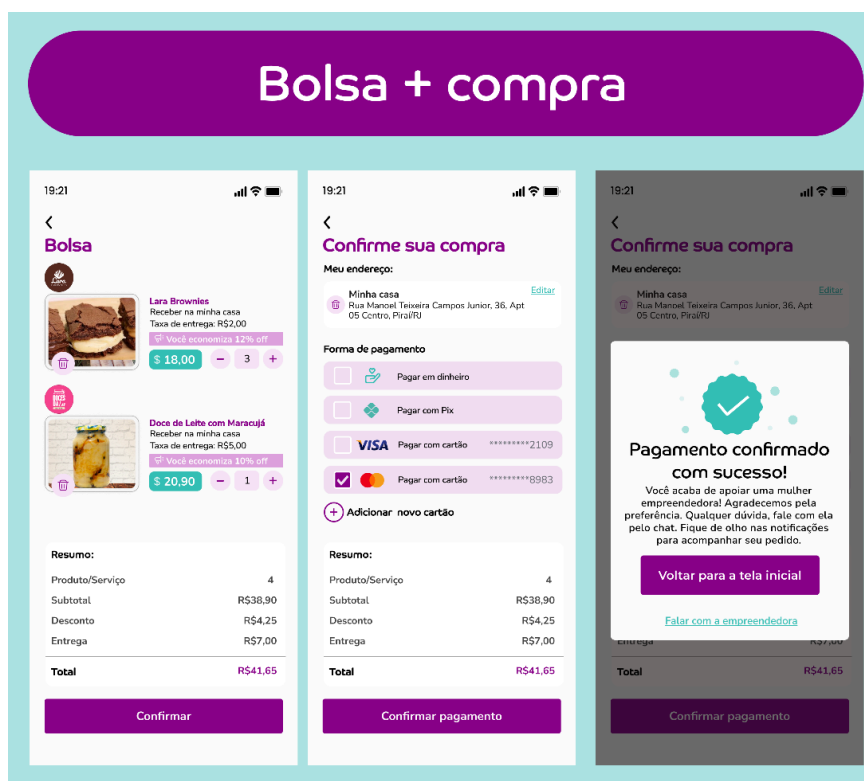 Bolsa + compra
19:21
Bolsa
Lara Brownies
Receber na minha casa
Taxa de entrega: R$2,00
Você economiza 12% off
$ 18,00
− 3 +
Doce de Leite com Maracujá
Receber na minha casa
Taxa de entrega: R$5,00
Você economiza 10% off
$ 20,90
− 1 +
Resumo:
Produto/Serviço 4
Subtotal R$38,90
Desconto R$4,25
Entrega R$7,00
Total R$41,65
Confirmar
19:21
Confirme sua compra
Meu endereço:
Minha casa
Editar
Rua Manoel Teixeira Campos Junior, 36, Apt
05 Centro, Piraí/RJ
Forma de pagamento
Pagar em dinheiro
Pagar com Pix
VISA Pagar com cartão *********2109
Pagar com cartão *********8983
+ Adicionar novo cartão
Resumo:
Produto/Serviço 4
Subtotal R$38,90
Desconto R$4,25
Entrega R$7,00
Total R$41,65
Confirmar pagamento
19:21
Confirme sua compra
Meu endereço:
Minha casa
Editar
Rua Manoel Teixeira Campos Junior, 36, Apt
05 Centro, Piraí/RJ
Pagamento confirmado
com sucesso!
Você acaba de apoiar uma mulher
empreendedora! Agradecemos pela
preferência. Qualquer dúvida, fale com ela
pelo chat. Fique de olho nas notificações
para acompanhar seu pedido.
Voltar para a tela inicial
Falar com a empreendedora
Entrega R$7,00
Total R$41,65
Confirmar pagamento